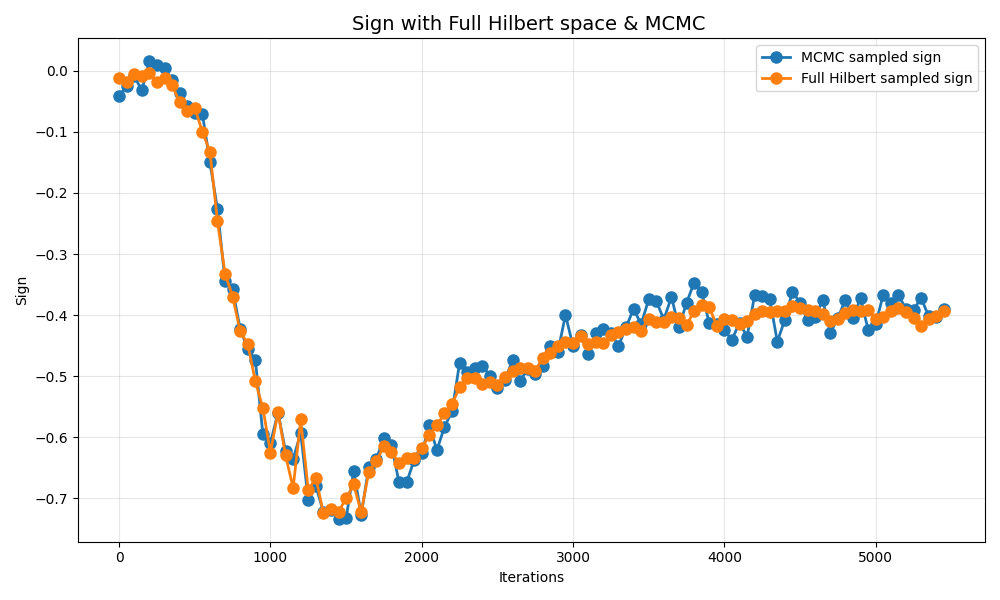 Sign with Full Hilbert space & MCMC
MCMC sampled sign
Full Hilbert sampled sign
Sign
0.0
−0.1
−0.2
−0.3
−0.4
−0.5
−0.6
−0.7
0 1000 2000 3000 4000 5000
Iterations